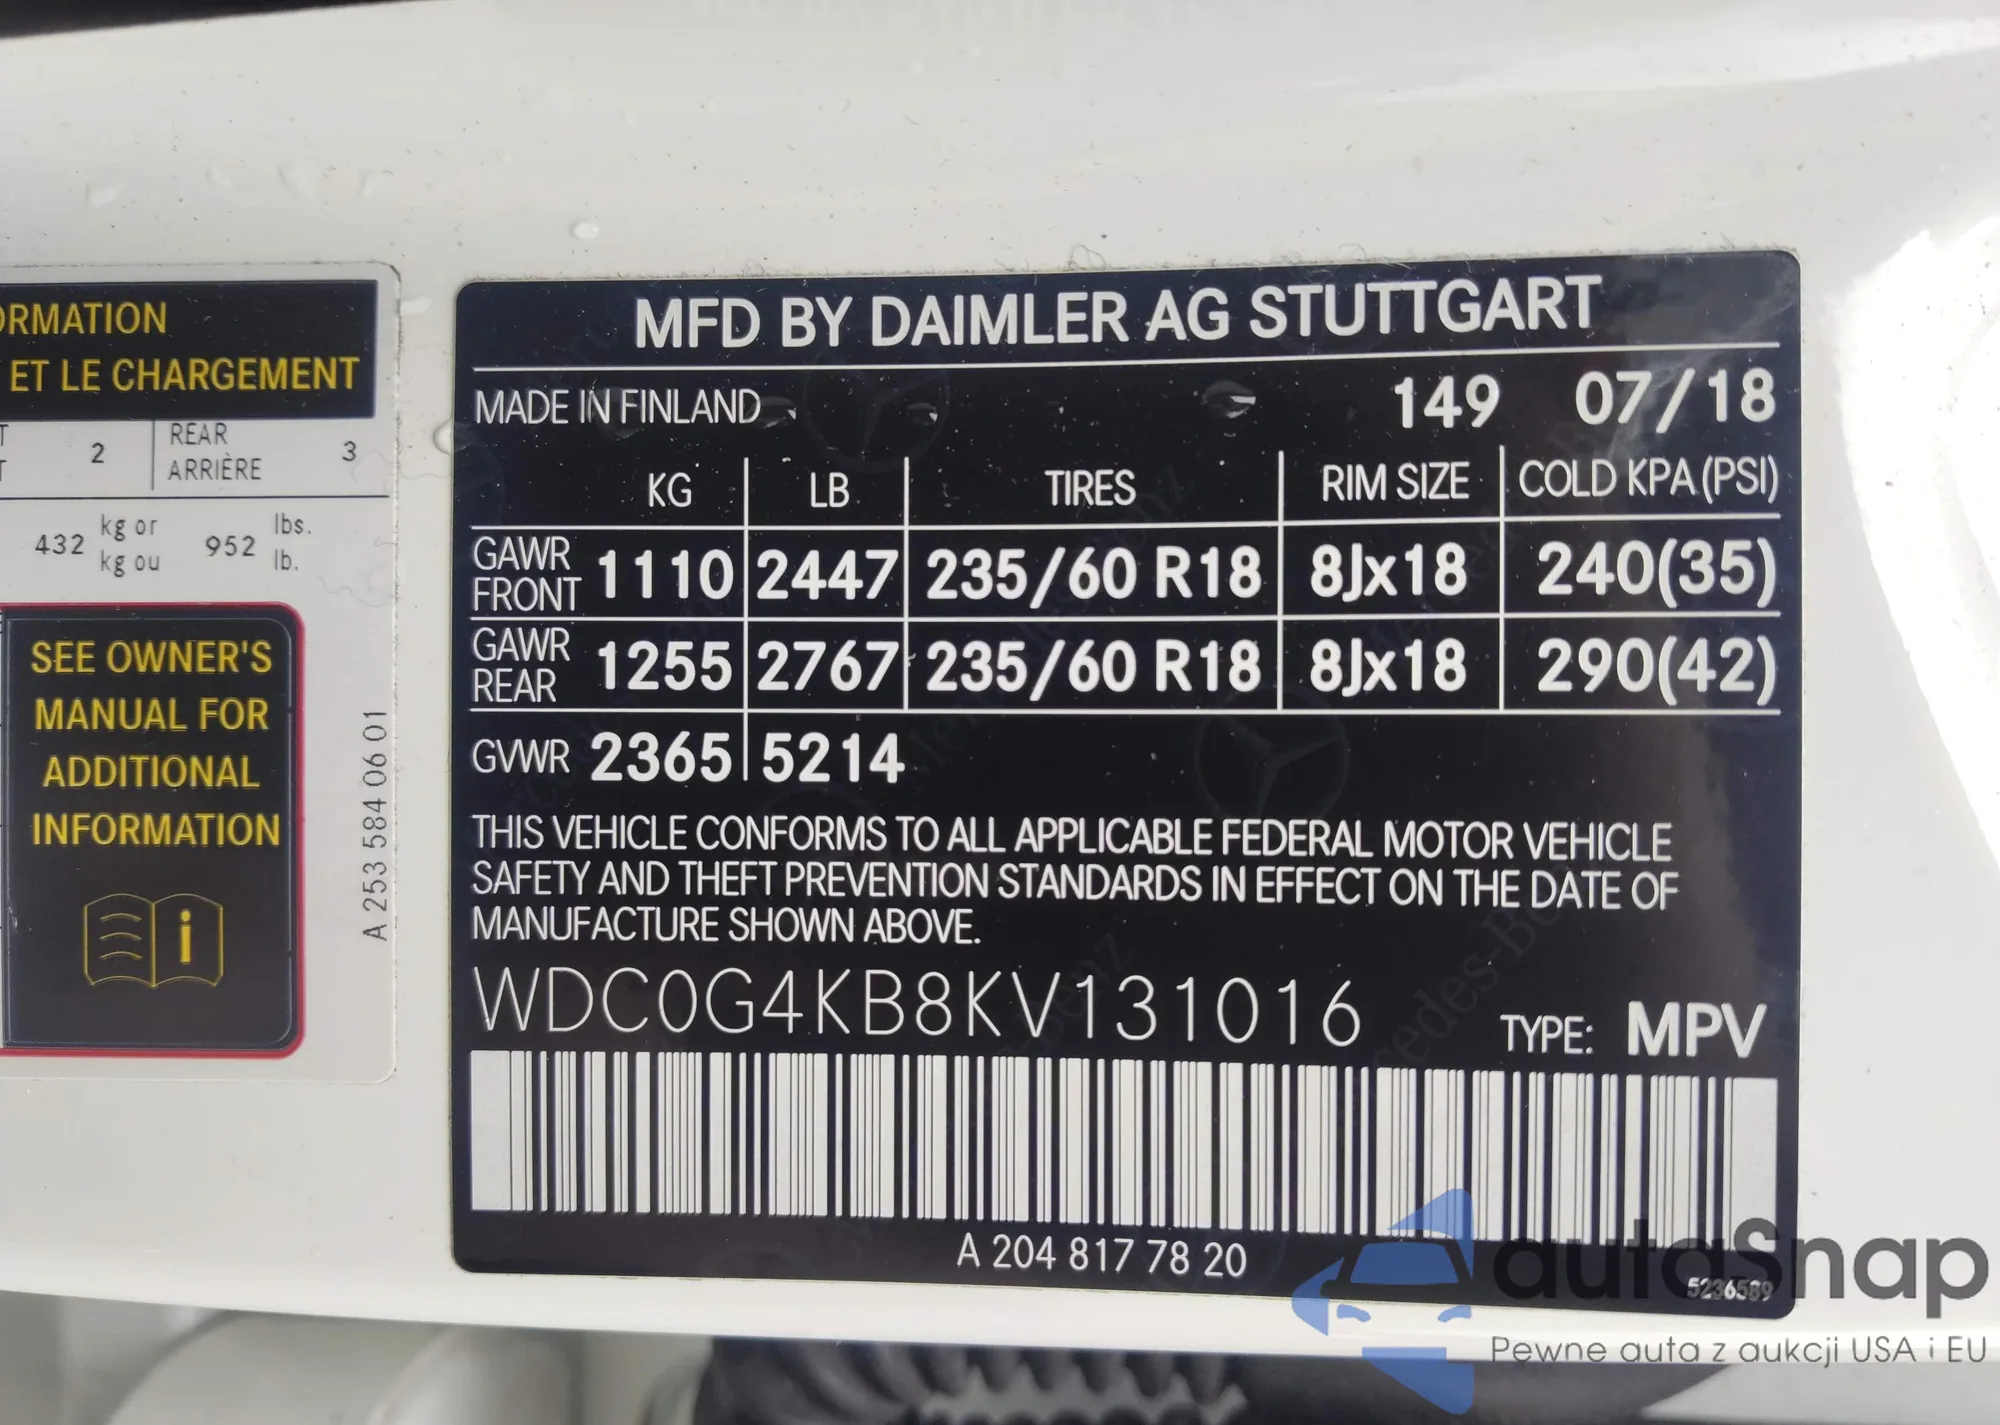 ORMATION
ET LE CHARGEMENT
2
REAR
ARRIÈRE
3
432 kg or 952 lbs.
kg ou lb.
SEE OWNER'S
MANUAL FOR
ADDITIONAL
INFORMATION
i
A 253 584 06 01
MFD BY DAIMLER AG STUTTGART
MADE IN FINLAND 149 07/18
KG LB TIRES RIM SIZE COLD KPA (PSI)
GAWR FRONT 1110 2447 235/60 R18 8Jx18 240(35)
GAWR REAR 1255 2767 235/60 R18 8Jx18 290(42)
GVWR 2365 5214
THIS VEHICLE CONFORMS TO ALL APPLICABLE FEDERAL MOTOR VEHICLE
SAFETY AND THEFT PREVENTION STANDARDS IN EFFECT ON THE DATE OF
MANUFACTURE SHOWN ABOVE.
WDC0G4KB8KV131016 TYPE: MPV
A 204 817 78 20
5236589
autoSnap
Pewne auta z aukcji USA i EU